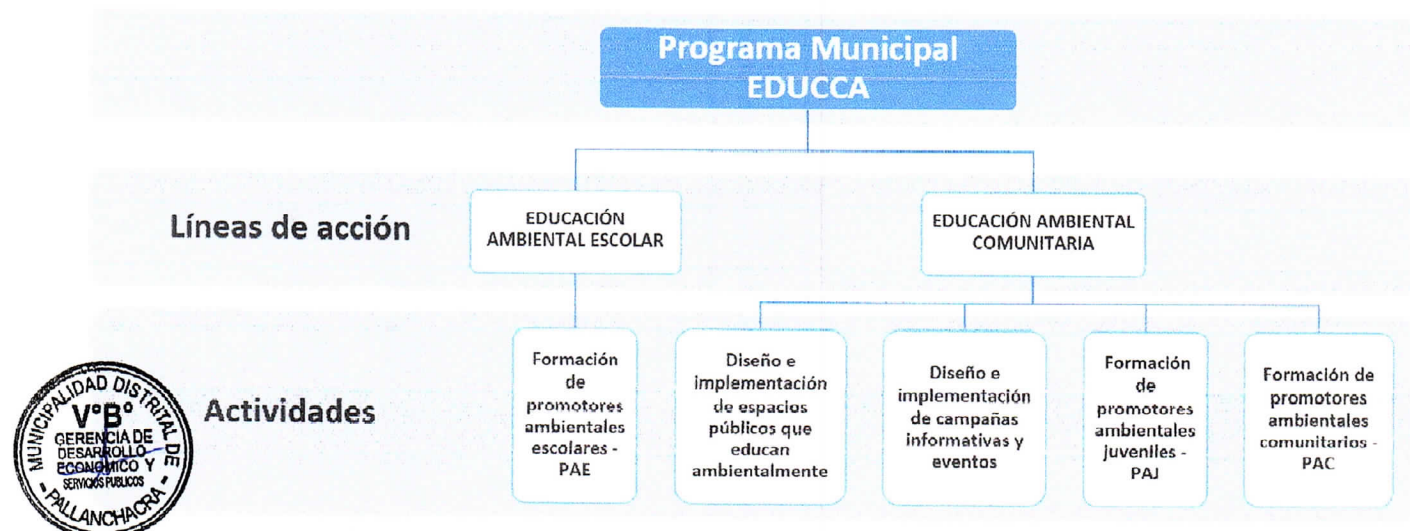 Programa Municipal
EDUCCA
Líneas de acción
EDUCACIÓN
AMBIENTAL ESCOLAR
EDUCACIÓN AMBIENTAL
COMUNITARIA
Actividades
Formación
de
promotores
ambientales
escolares -
PAE
Diseño e
implementación
de espacios
públicos que
educan
ambientalmente
Diseño e
implementación
de campañas
informativas y
eventos
Formación
de
promotores
ambientales
juveniles -
PAJ
Formación de
promotores
ambientales
comunitarios -
PAC
MUNICIPALIDAD DISTRITAL DE
V°B°
GERENCIA DE
DESARROLLO
ECONOMICO Y
SERVICIOS PUBLICOS
- PALLANCHACRA -